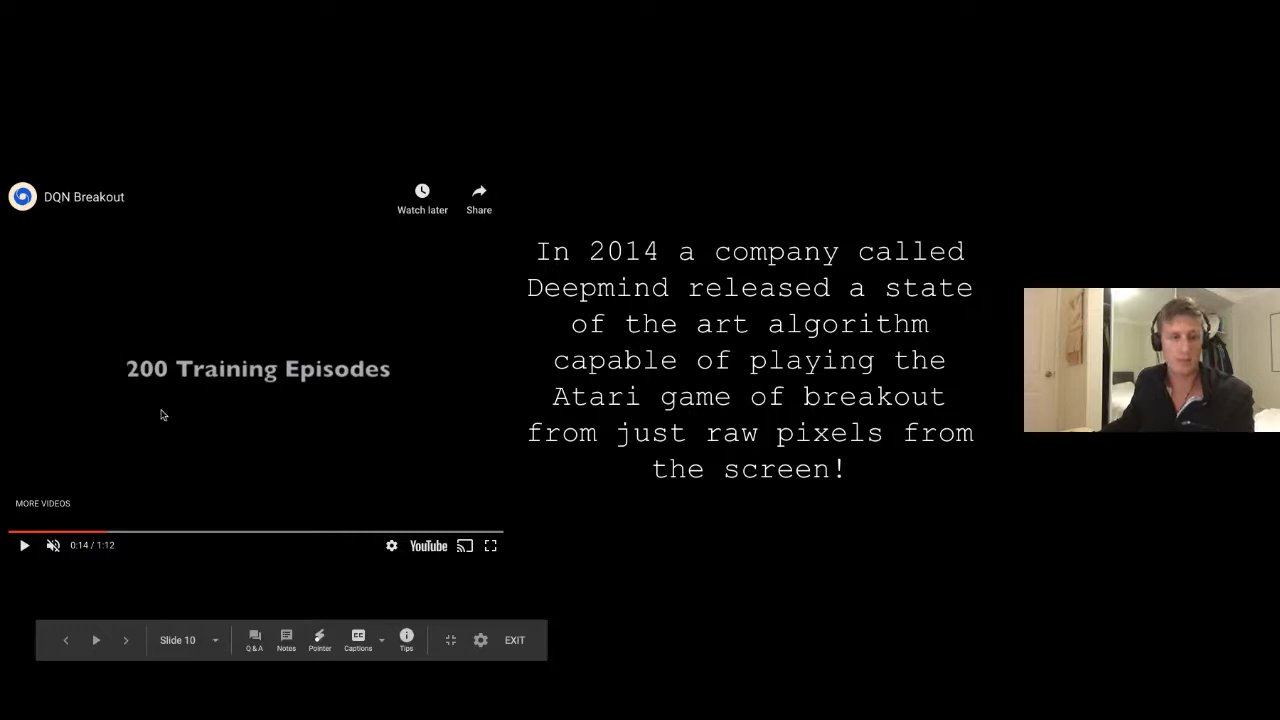 DQN Breakout
Watch later
Share
200 Training Episodes
MORE VIDEOS
0:14 / 1:12
YouTube
In 2014 a company called
Deepmind released a state
of the art algorithm
capable of playing the
Atari game of breakout
from just raw pixels from
the screen!
Slide 10
Q & A
Notes
Pointer
CC
Captions
Tips
EXIT